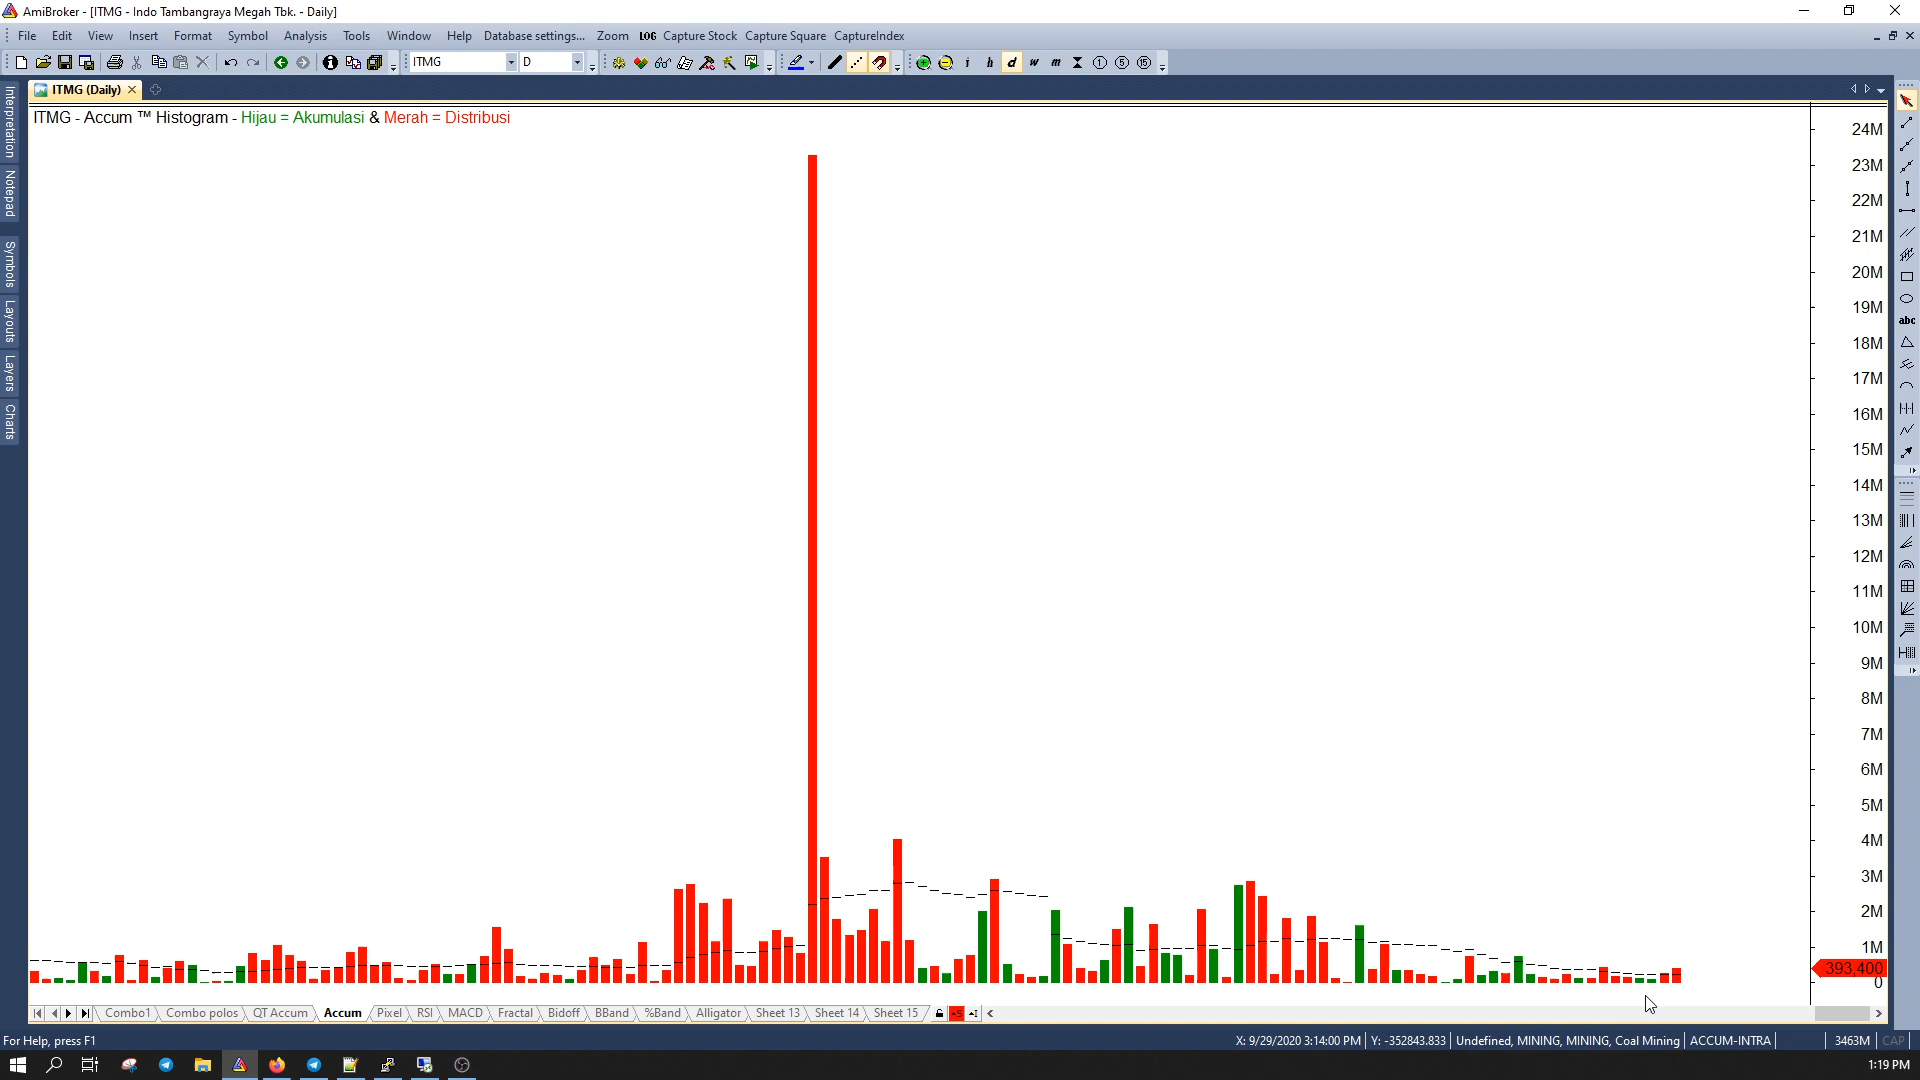 AmiBroker - [ITMG - Indo Tambangraya Megah Tbk. - Daily]
File Edit View Insert Format Symbol Analysis Tools Window Help Database settings... Zoom LOG Capture Stock Capture Square CaptureIndex
ITMG D i h d w m 1 5 15
ITMG (Daily)
ITMG - Accum ™ Histogram - Hijau = Akumulasi & Merah = Distribusi
Interpretation
Notepad
Symbols
Layouts
Layers
Charts
24M
23M
22M
21M
20M
19M
18M
17M
16M
15M
14M
13M
12M
11M
10M
9M
8M
7M
6M
5M
4M
3M
2M
1M
393,400
0
abc
Combo1 Combo polos QT Accum Accum Pixel RSI MACD Fractal Bidoff BBand %Band Alligator Sheet 13 Sheet 14 Sheet 15
For Help, press F1
X: 9/29/2020 3:14:00 PM Y: -352843.833 Undefined, MINING, MINING, Coal Mining ACCUM-INTRA 3463M CAP
1:19 PM